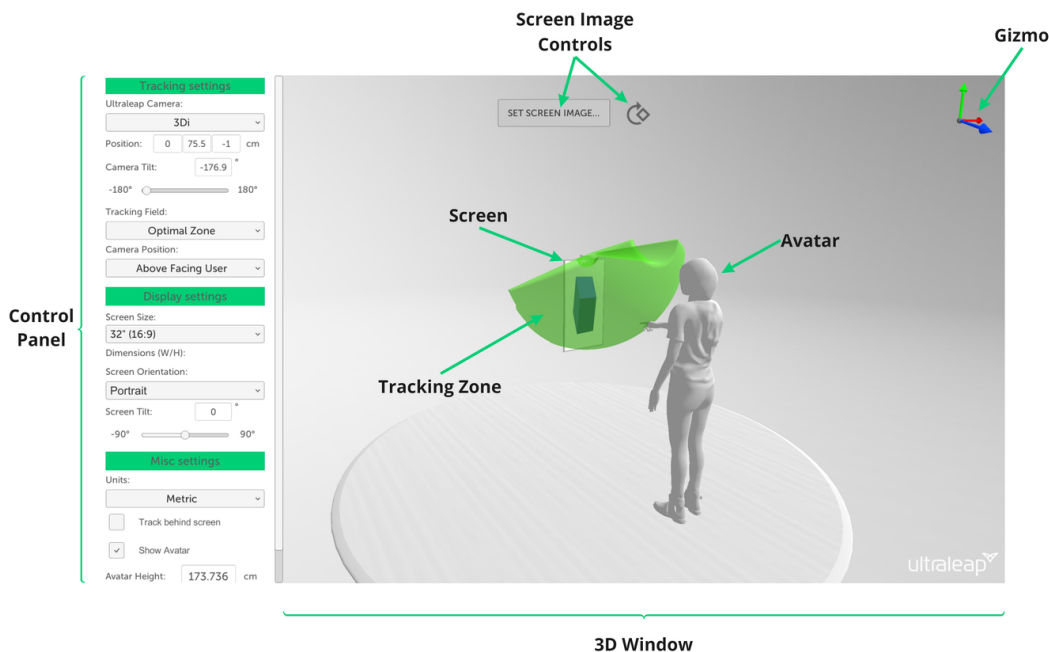 Screen Image
Controls
Gizmo
Tracking settings
Ultraleap Camera:
3Di
Position: 0 75.5 -1 cm
Camera Tilt: -176.9 °
-180° 180°
Tracking Field:
Optimal Zone
Camera Position:
Above Facing User
Display settings
Screen Size:
32" (16:9)
Dimensions (W/H):
Screen Orientation:
Portrait
Screen Tilt: 0 °
-90° 90°
Misc settings
Units:
Metric
Track behind screen
Show Avatar
Avatar Height: 173.736 cm
Control
Panel
SET SCREEN IMAGE...
Screen
Avatar
Tracking Zone
ultraleap
3D Window